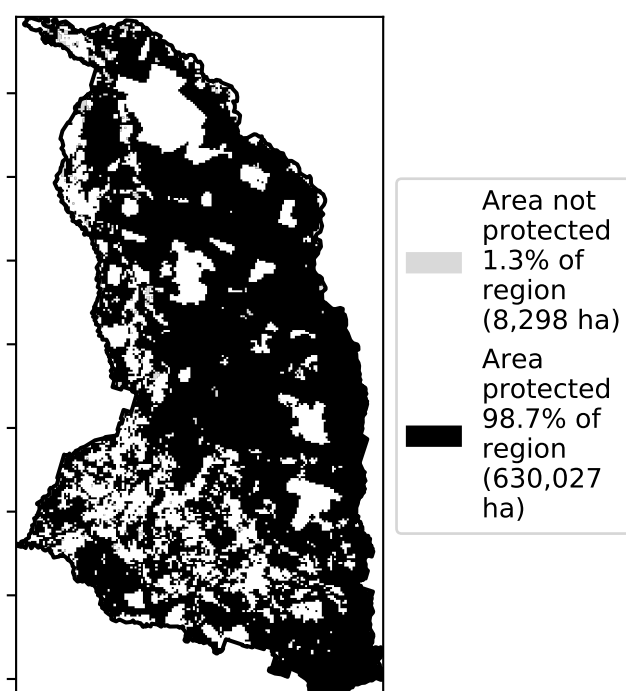 Area not
protected
1.3% of
region
(8,298 ha)
Area
protected
98.7% of
region
(630,027
ha)